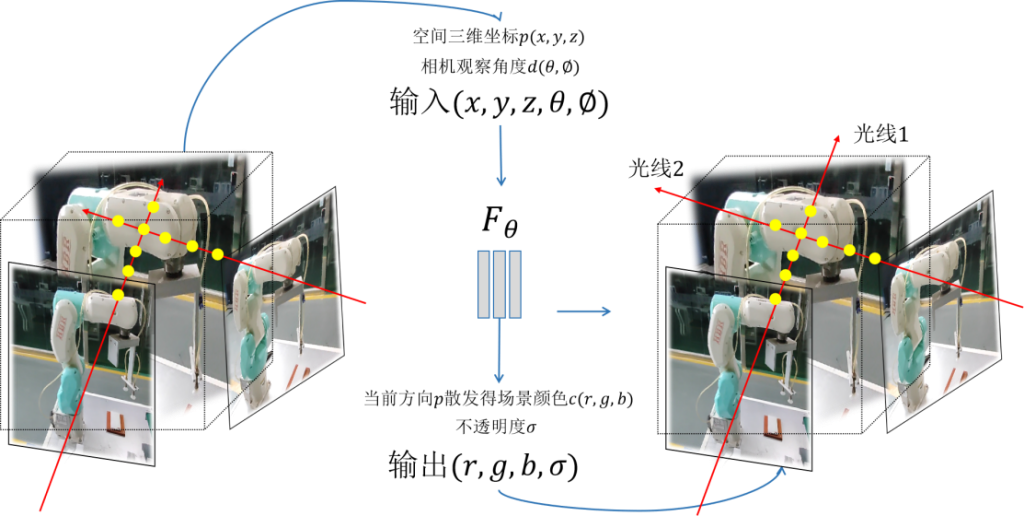 空间三维坐标p(x, y, z)
相机观察角度d(θ, ∅)
输入(x, y, z, θ, ∅)
F_θ
当前方向p散发得场景颜色c(r, g, b)
不透明度σ
输出(r, g, b, σ)
光线1
光线2